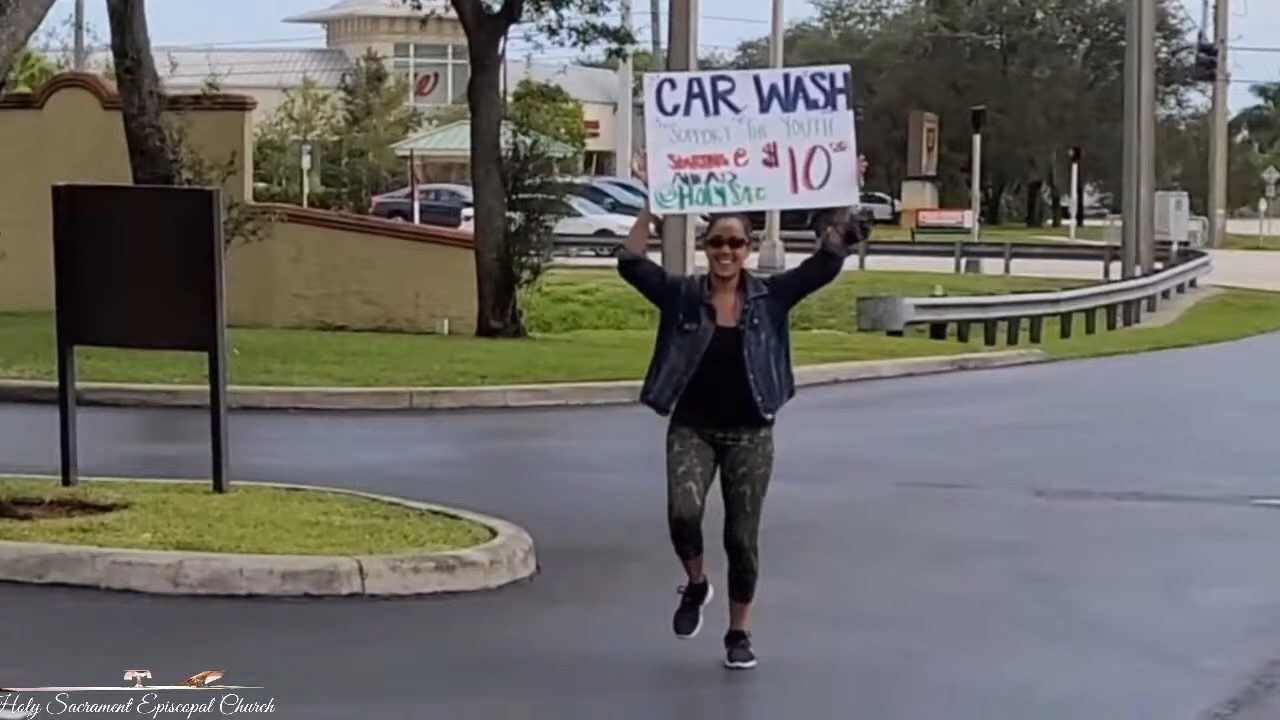 CAR WASH
"SUPPORT" THE YOUTH
STARTING @ $10.00
@HOLYSAC
Holy Sacrament Episcopal Church